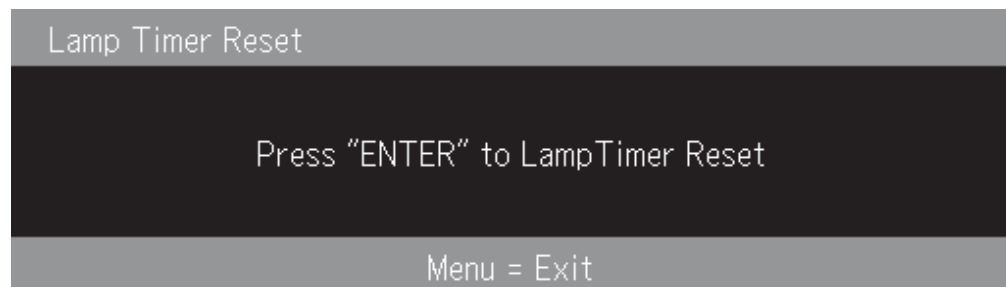 Lamp Timer Reset
Press "ENTER" to LampTimer Reset
Menu = Exit